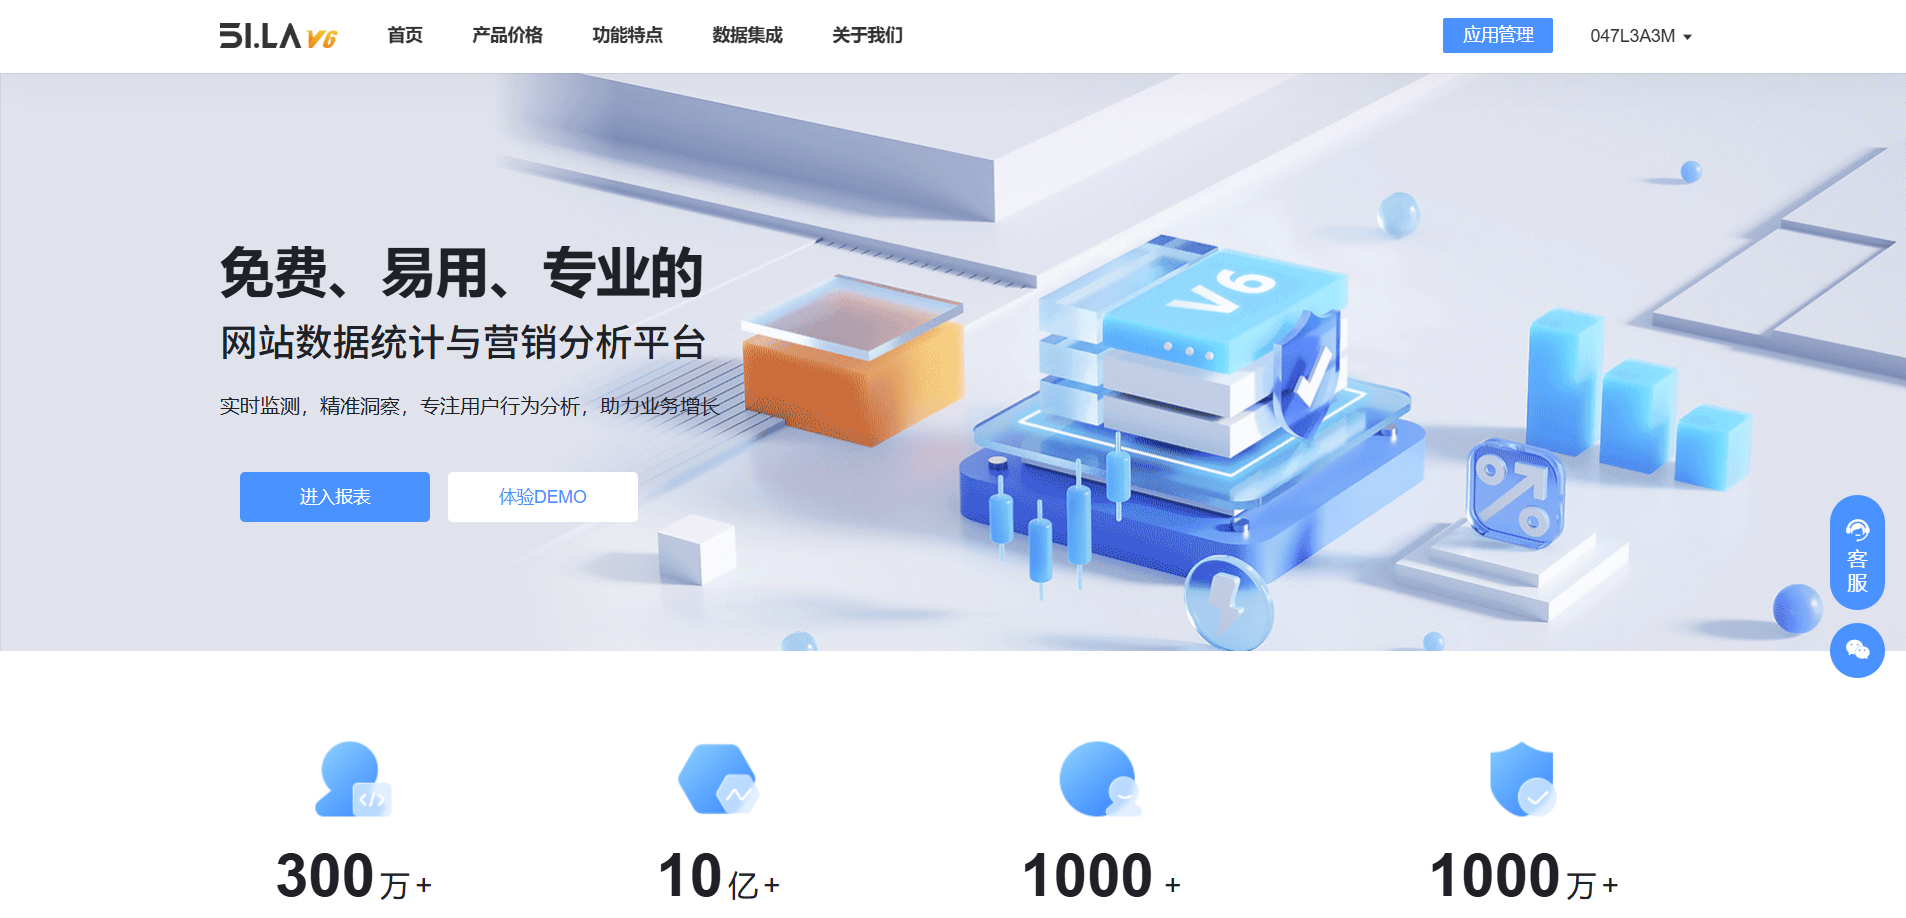 51.LA V6
首页
产品价格
功能特点
数据集成
关于我们
应用管理
047L3A3M
免费、易用、专业的
网站数据统计与营销分析平台
实时监测，精准洞察，专注用户行为分析，助力业务增长
进入报表
体验DEMO
V6
客
服
300万+
10亿+
1000 +
1000万+